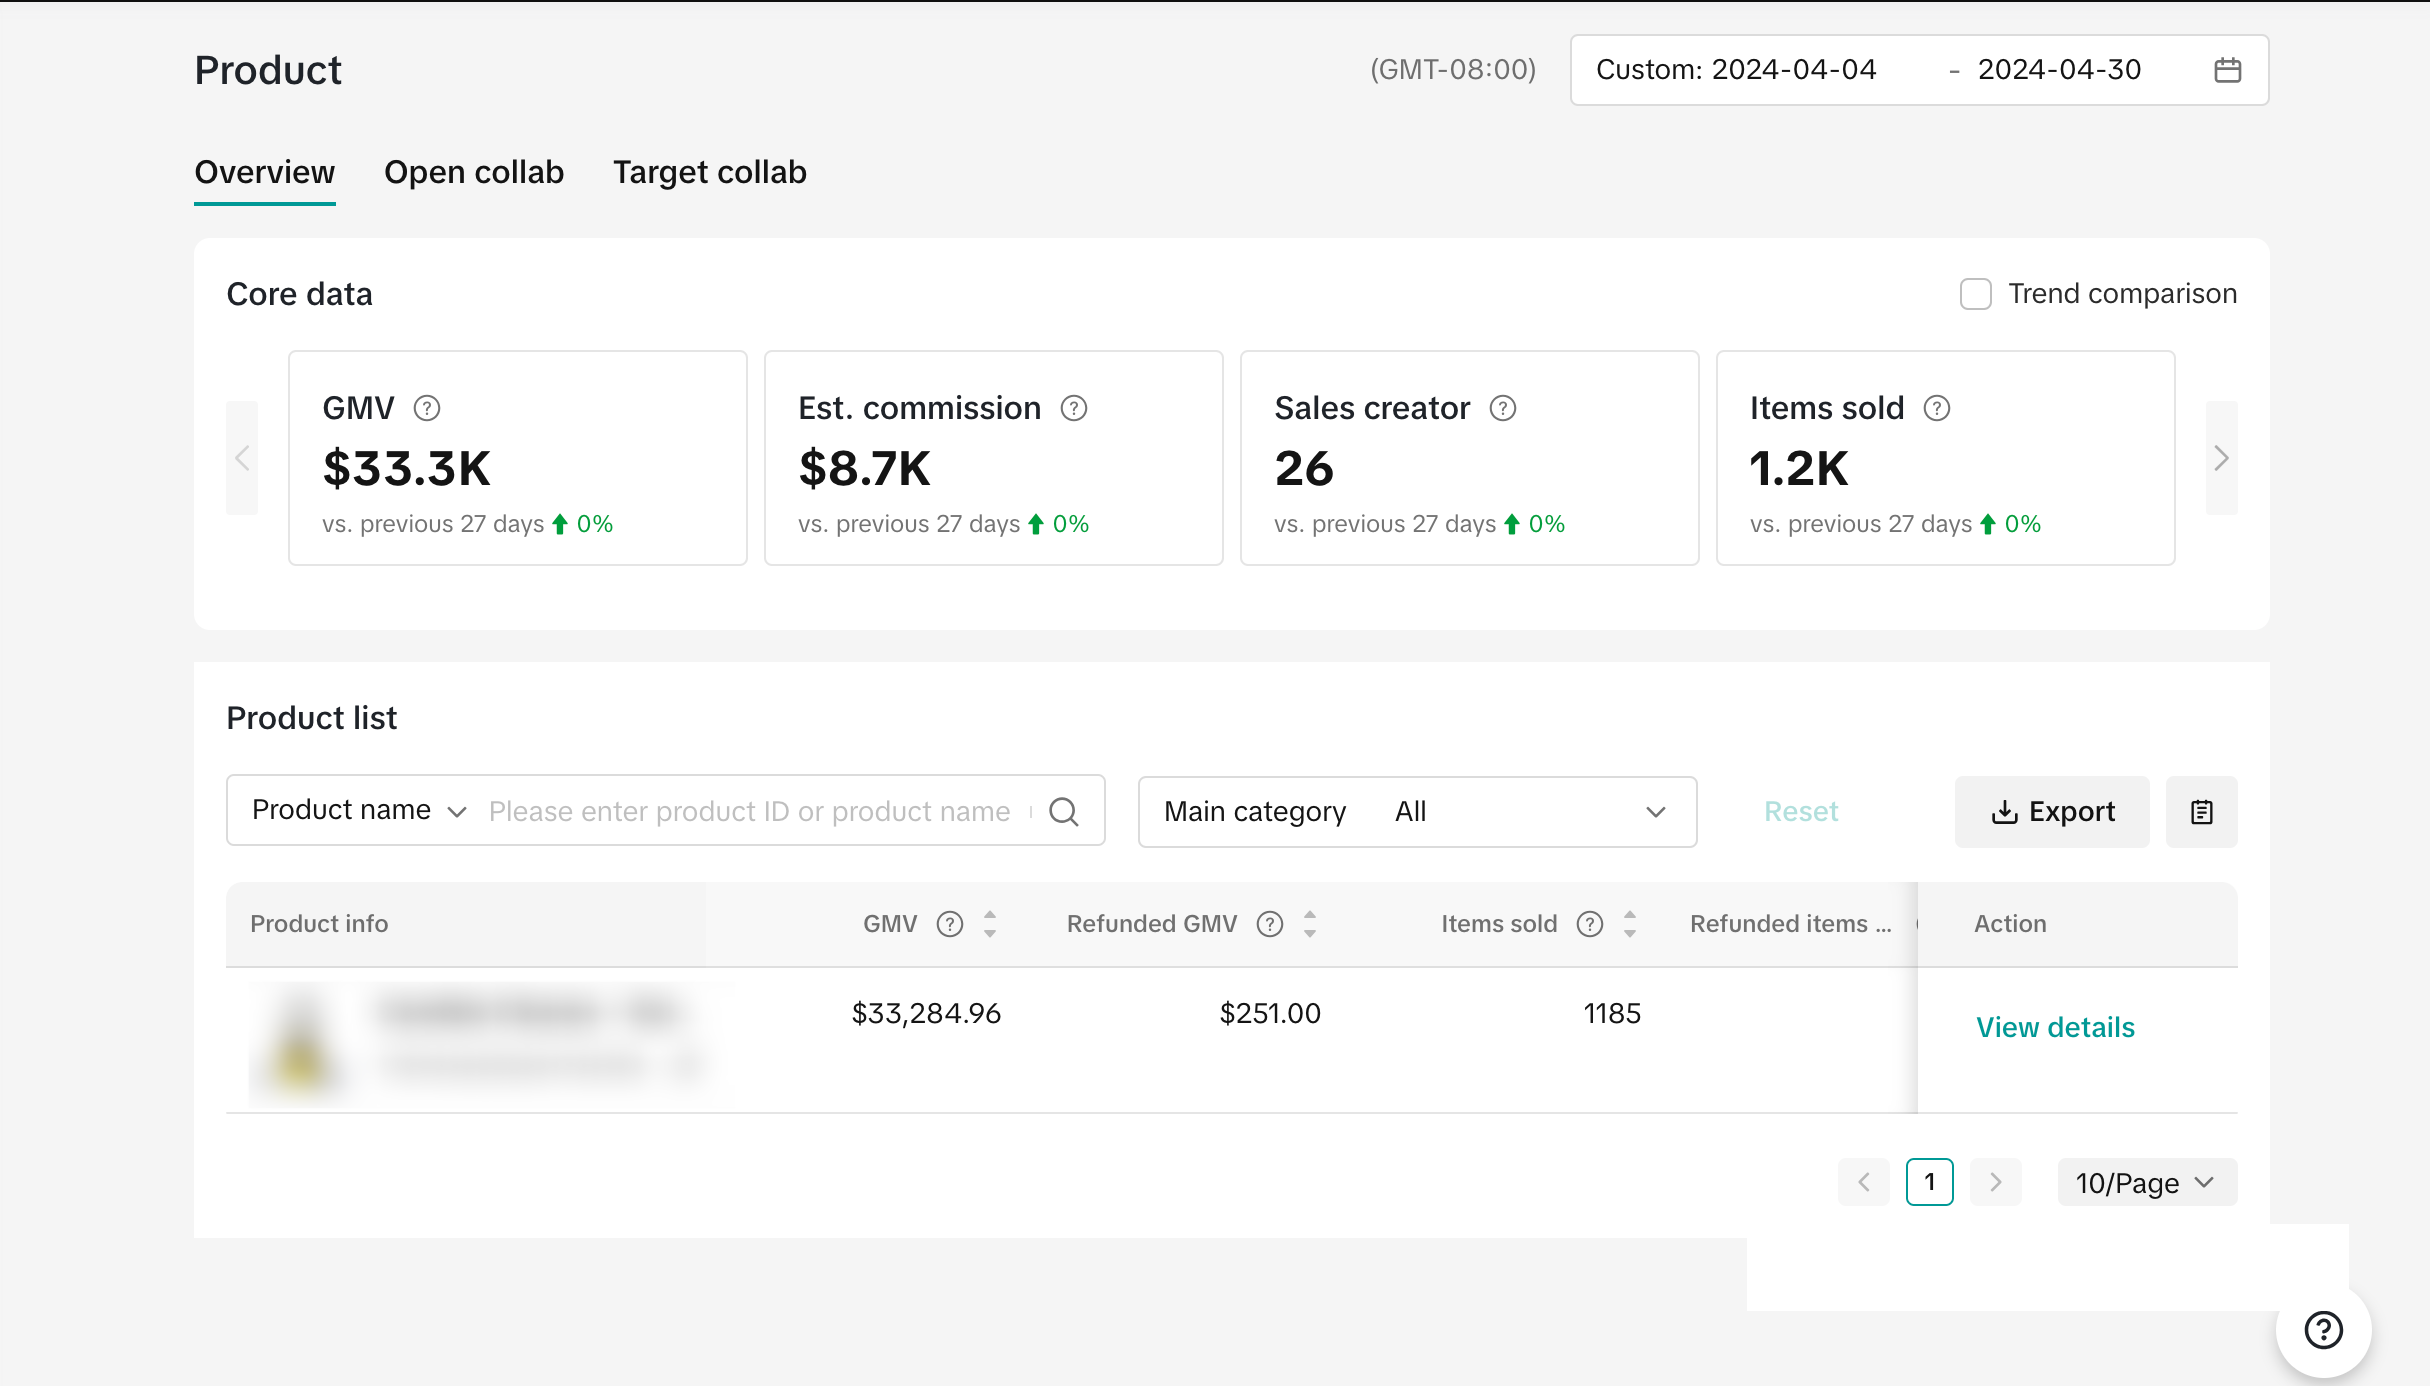 Product
(GMT-08:00) Custom: 2024-04-04 - 2024-04-30
Overview Open collab Target collab
Core data
Trend comparison
GMV
$33.3K
vs. previous 27 days 0%
Est. commission
$8.7K
vs. previous 27 days 0%
Sales creator
26
vs. previous 27 days 0%
Items sold
1.2K
vs. previous 27 days 0%
Product list
Product name Please enter product ID or product name
Main category All
Reset
Export
Product info GMV Refunded GMV Items sold Refunded items ... Action
$33,284.96 $251.00 1185 View details
1 10/Page